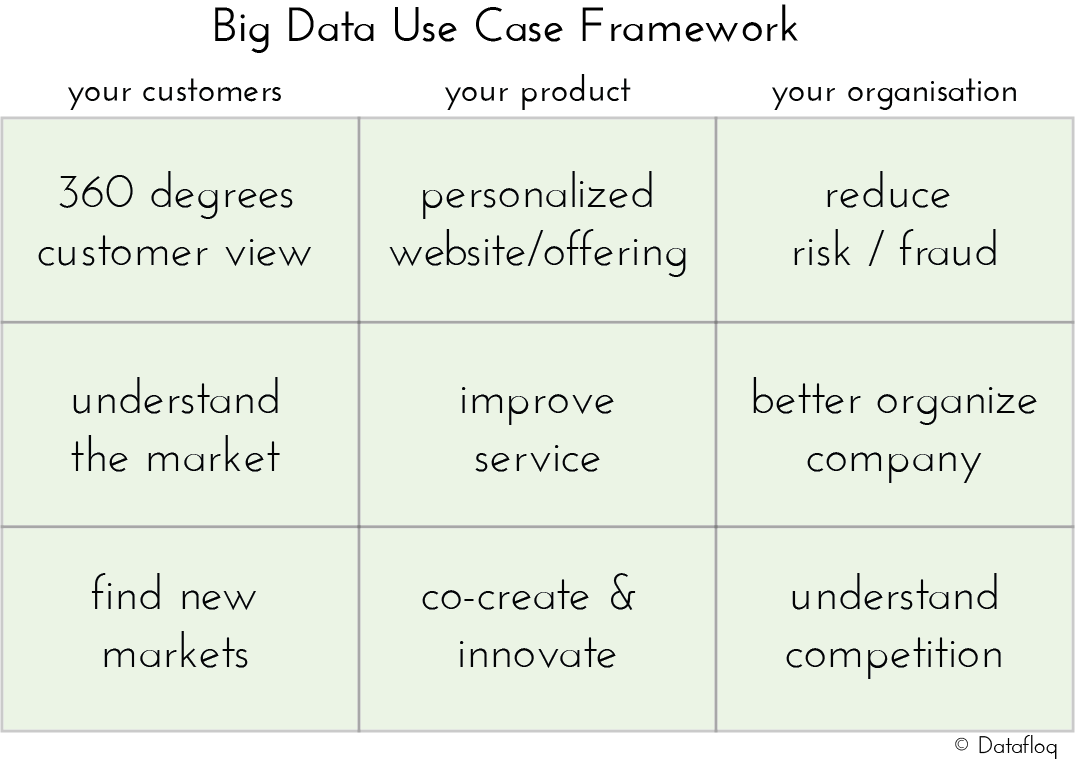 Big Data Use Case Framework
your customers
your product
your organisation
360 degrees
customer view
personalized
website/offering
reduce
risk / fraud
understand
the market
improve
service
better organize
company
find new
markets
co-create &
innovate
understand
competition
© Datafloq